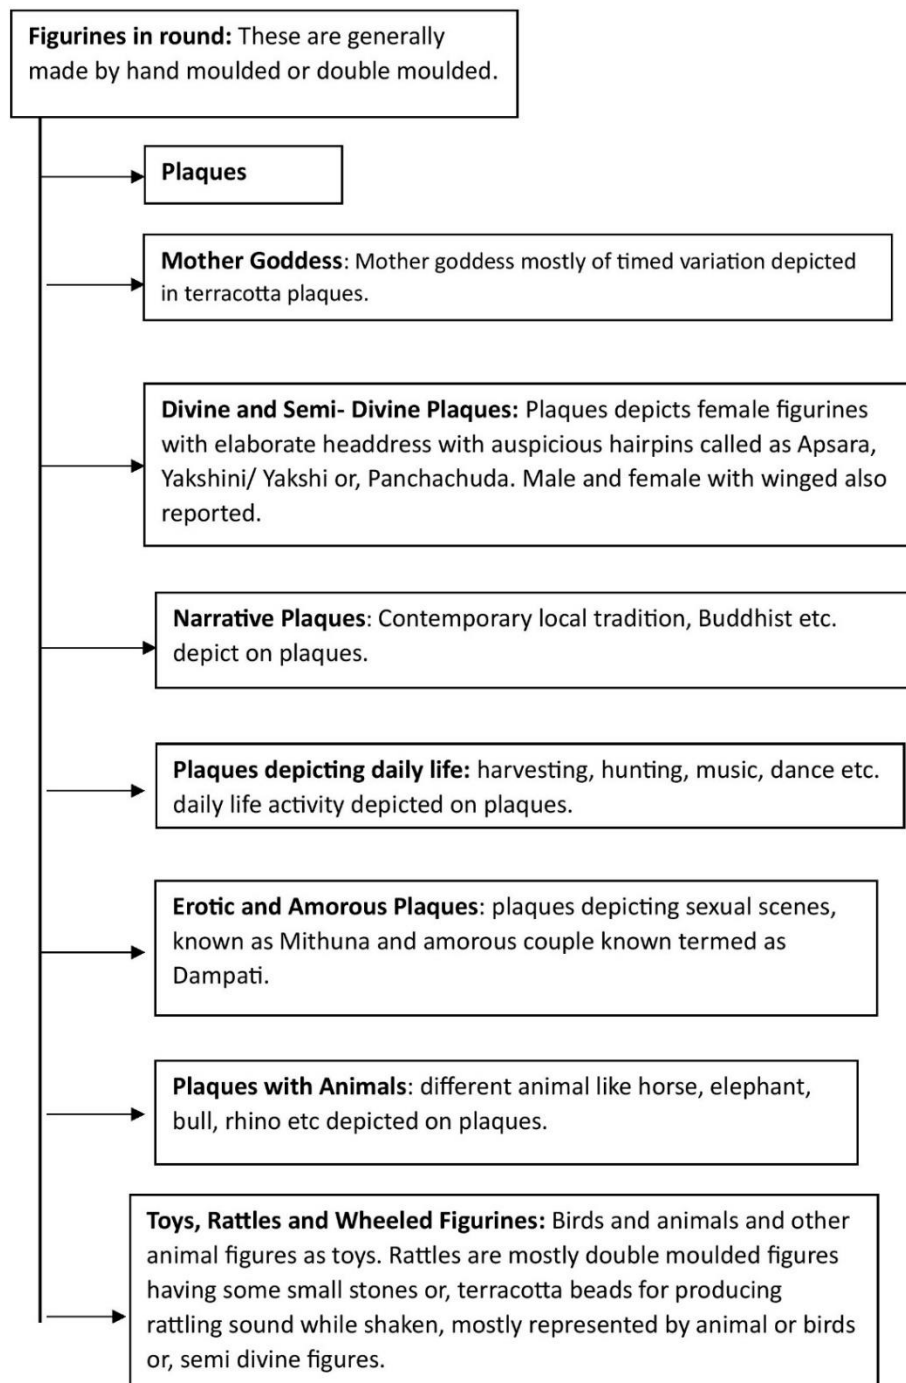 Figurines in round: These are generally
made by hand moulded or double moulded.
Plaques
Mother Goddess: Mother goddess mostly of timed variation depicted
in terracotta plaques.
Divine and Semi- Divine Plaques: Plaques depicts female figurines
with elaborate headdress with auspicious hairpins called as Apsara,
Yakshini/ Yakshi or, Panchachuda. Male and female with winged also
reported.
Narrative Plaques: Contemporary local tradition, Buddhist etc.
depict on plaques.
Plaques depicting daily life: harvesting, hunting, music, dance etc.
daily life activity depicted on plaques.
Erotic and Amorous Plaques: plaques depicting sexual scenes,
known as Mithuna and amorous couple known termed as
Dampati.
Plaques with Animals: different animal like horse, elephant,
bull, rhino etc depicted on plaques.
Toys, Rattles and Wheeled Figurines: Birds and animals and other
animal figures as toys. Rattles are mostly double moulded figures
having some small stones or, terracotta beads for producing
rattling sound while shaken, mostly represented by animal or birds
or, semi divine figures.